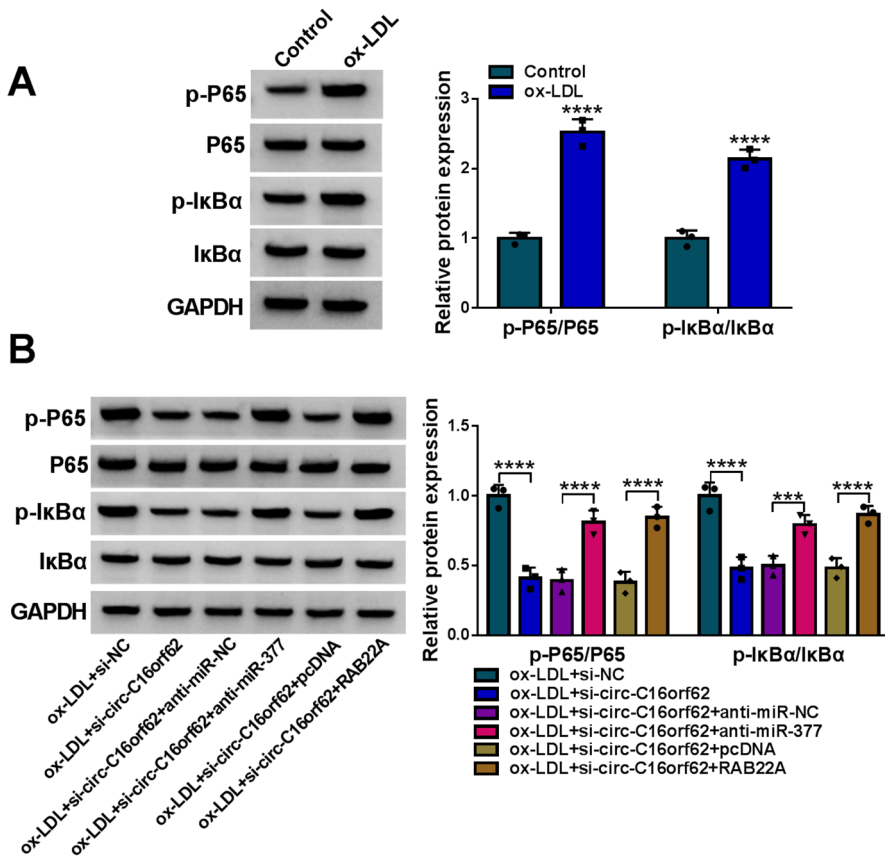 A
Control
ox-LDL
p-P65
P65
p-IκBα
IκBα
GAPDH
Control
ox-LDL
Relative protein expression
3
2
1
0
****
****
p-P65/P65
p-IκBα/IκBα
B
p-P65
P65
p-IκBα
IκBα
GAPDH
ox-LDL+si-NC
ox-LDL+si-circ-C16orf62
ox-LDL+si-circ-C16orf62+anti-miR-NC
ox-LDL+si-circ-C16orf62+anti-miR-377
ox-LDL+si-circ-C16orf62+pcDNA
ox-LDL+si-circ-C16orf62+RAB22A
Relative protein expression
1.5
1.0
0.5
0.0
****
****
****
****
***
****
p-P65/P65
p-IκBα/IκBα
ox-LDL+si-NC
ox-LDL+si-circ-C16orf62
ox-LDL+si-circ-C16orf62+anti-miR-NC
ox-LDL+si-circ-C16orf62+anti-miR-377
ox-LDL+si-circ-C16orf62+pcDNA
ox-LDL+si-circ-C16orf62+RAB22A